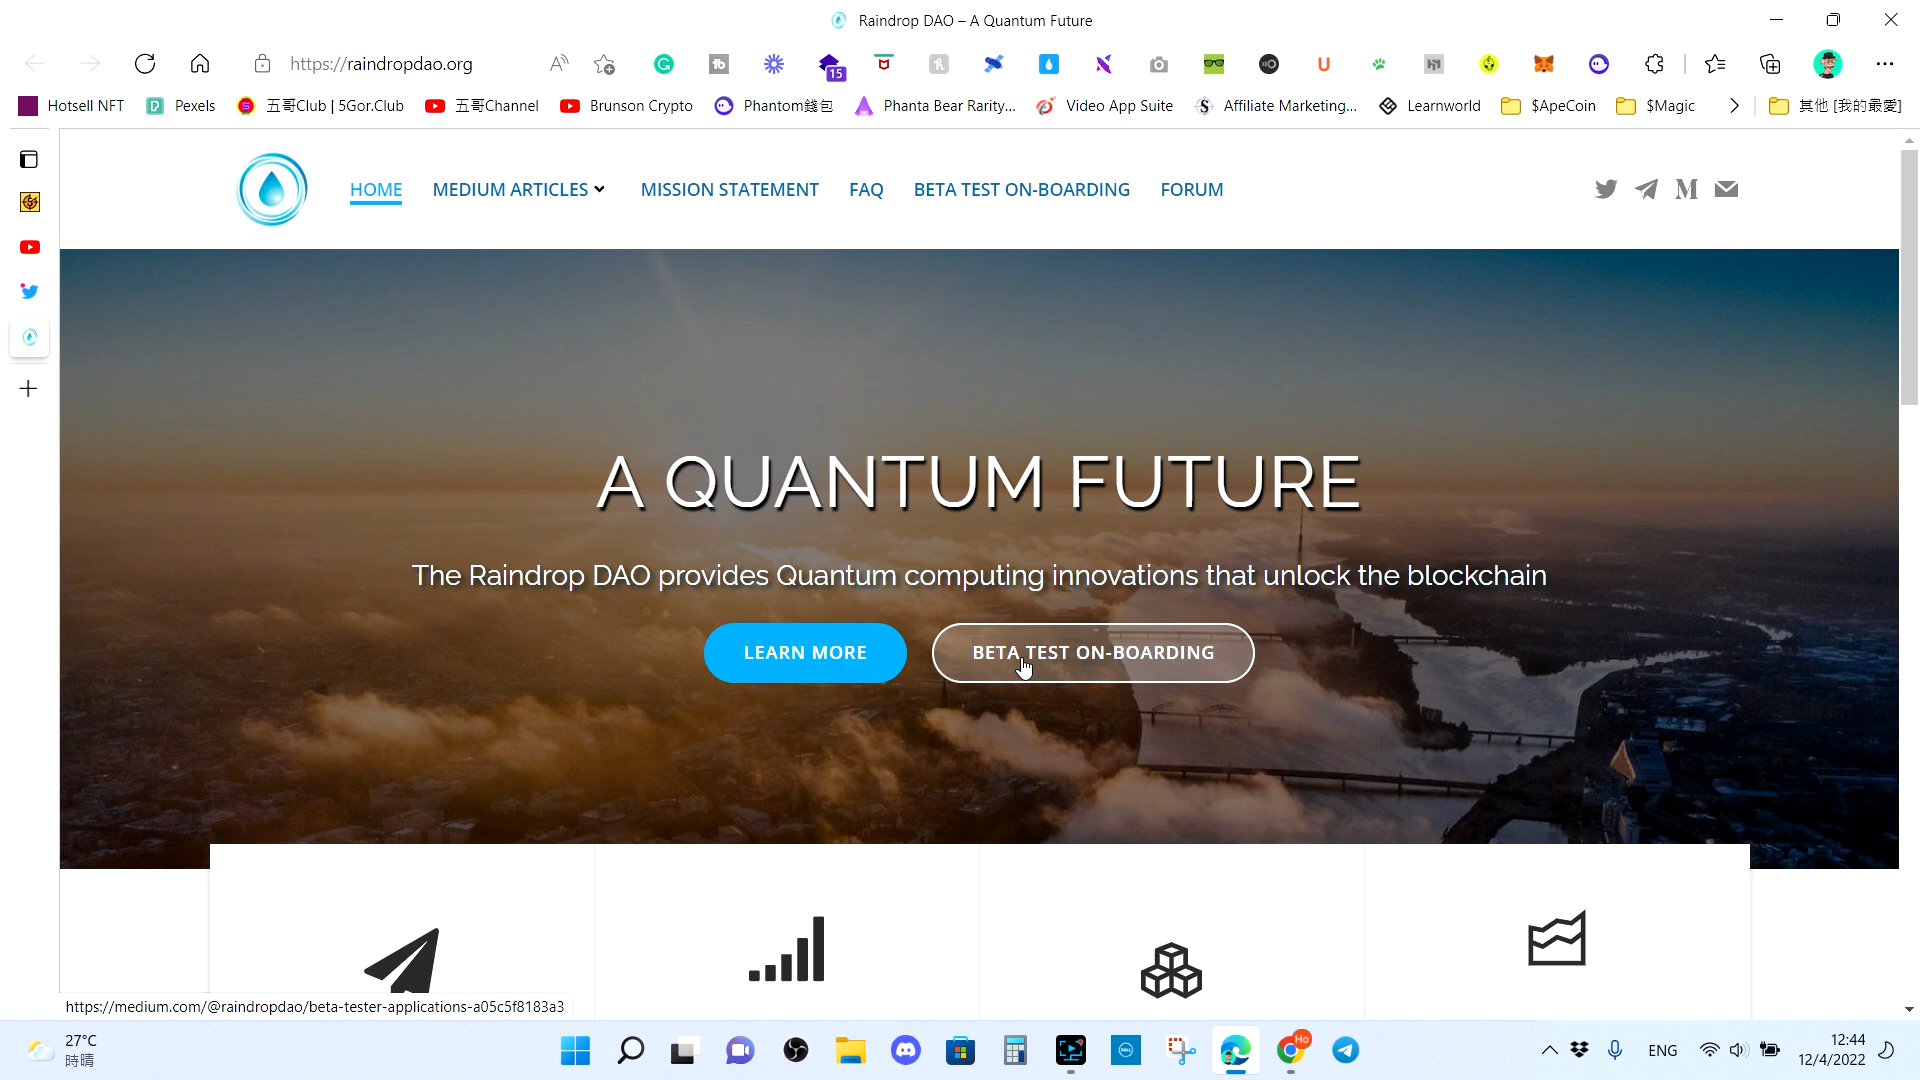 Raindrop DAO – A Quantum Future
https://raindropdao.org
15
Hotsell NFT
Pexels
五哥Club | 5Gor.Club
五哥Channel
Brunson Crypto
Phantom錢包
Phanta Bear Rarity...
Video App Suite
Affiliate Marketing...
Learnworld
$ApeCoin
$Magic
其他 [我的最愛]
HOME
MEDIUM ARTICLES
MISSION STATEMENT
FAQ
BETA TEST ON-BOARDING
FORUM
A QUANTUM FUTURE
The Raindrop DAO provides Quantum computing innovations that unlock the blockchain
LEARN MORE
BETA TEST ON-BOARDING
https://medium.com/@raindropdao/beta-tester-applications-a05c5f8183a3
27°C
時晴
Ho
ENG
12:44
12/4/2022